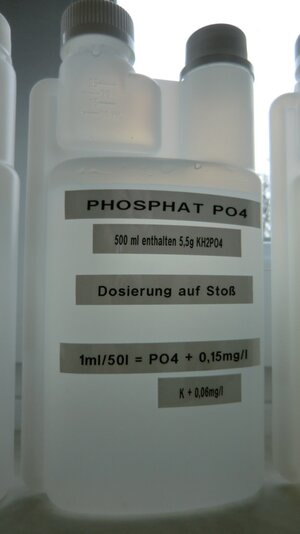 PHOSPHAT PO4
500 ml enthalten 5,5g KH2PO4
Dosierung auf Stoß
1ml/50l = PO4 + 0,15mg/l
K + 0,06mg/l